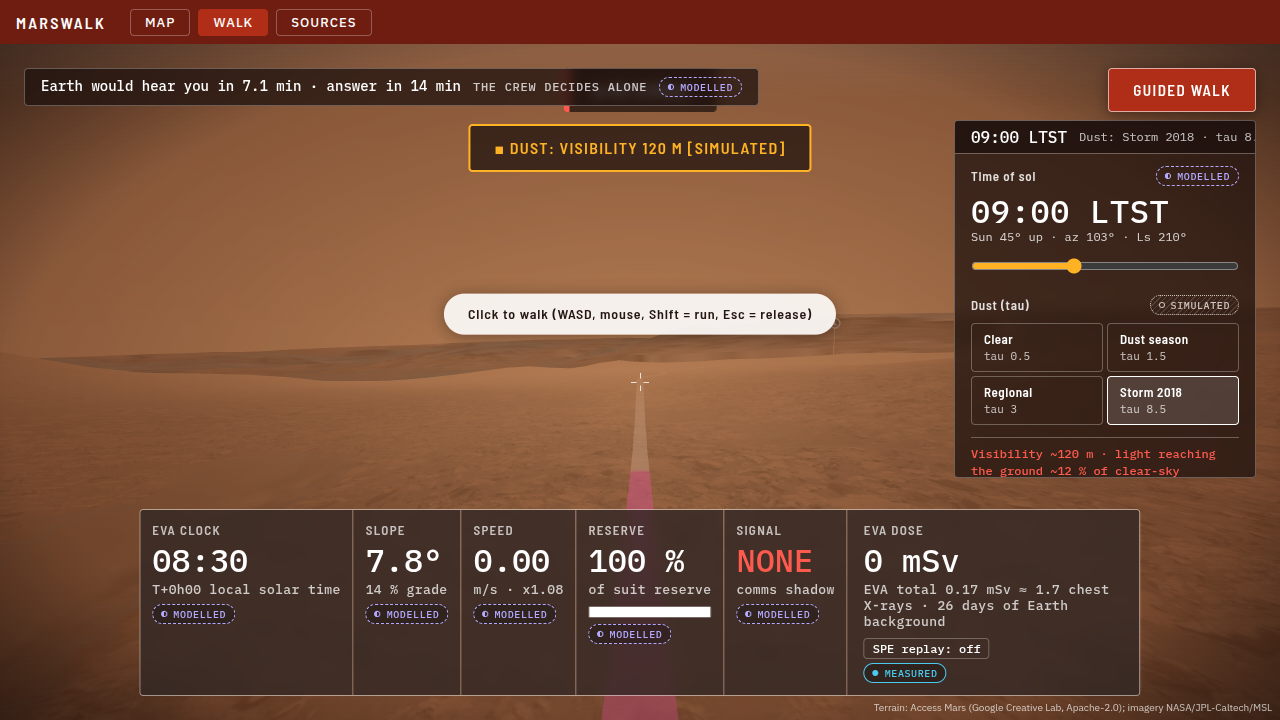 MARSWALK
MAP
WALK
SOURCES
Earth would hear you in 7.1 min · answer in 14 min THE CREW DECIDES ALONE ◐ MODELLED
GUIDED WALK
■ DUST: VISIBILITY 120 M [SIMULATED]
09:00 LTST Dust: Storm 2018 · tau 8.
Time of sol ◐ MODELLED
09:00 LTST
Sun 45° up · az 103° · Ls 210°
Click to walk (WASD, mouse, Shift = run, Esc = release)
Dust (tau) ○ SIMULATED
Clear
tau 0.5
Dust season
tau 1.5
Regional
tau 3
Storm 2018
tau 8.5
Visibility ~120 m · light reaching
the ground ~12 % of clear-sky
EVA CLOCK
08:30
T+0h00 local solar time
◐ MODELLED
SLOPE
7.8°
14 % grade
◐ MODELLED
SPEED
0.00
m/s · x1.08
◐ MODELLED
RESERVE
100 %
of suit reserve
◐ MODELLED
SIGNAL
NONE
comms shadow
◐ MODELLED
EVA DOSE
0 mSv
EVA total 0.17 mSv ≈ 1.7 chest
X-rays · 26 days of Earth
background
SPE replay: off
● MEASURED
Terrain: Access Mars (Google Creative Lab, Apache-2.0); imagery NASA/JPL-Caltech/MSL